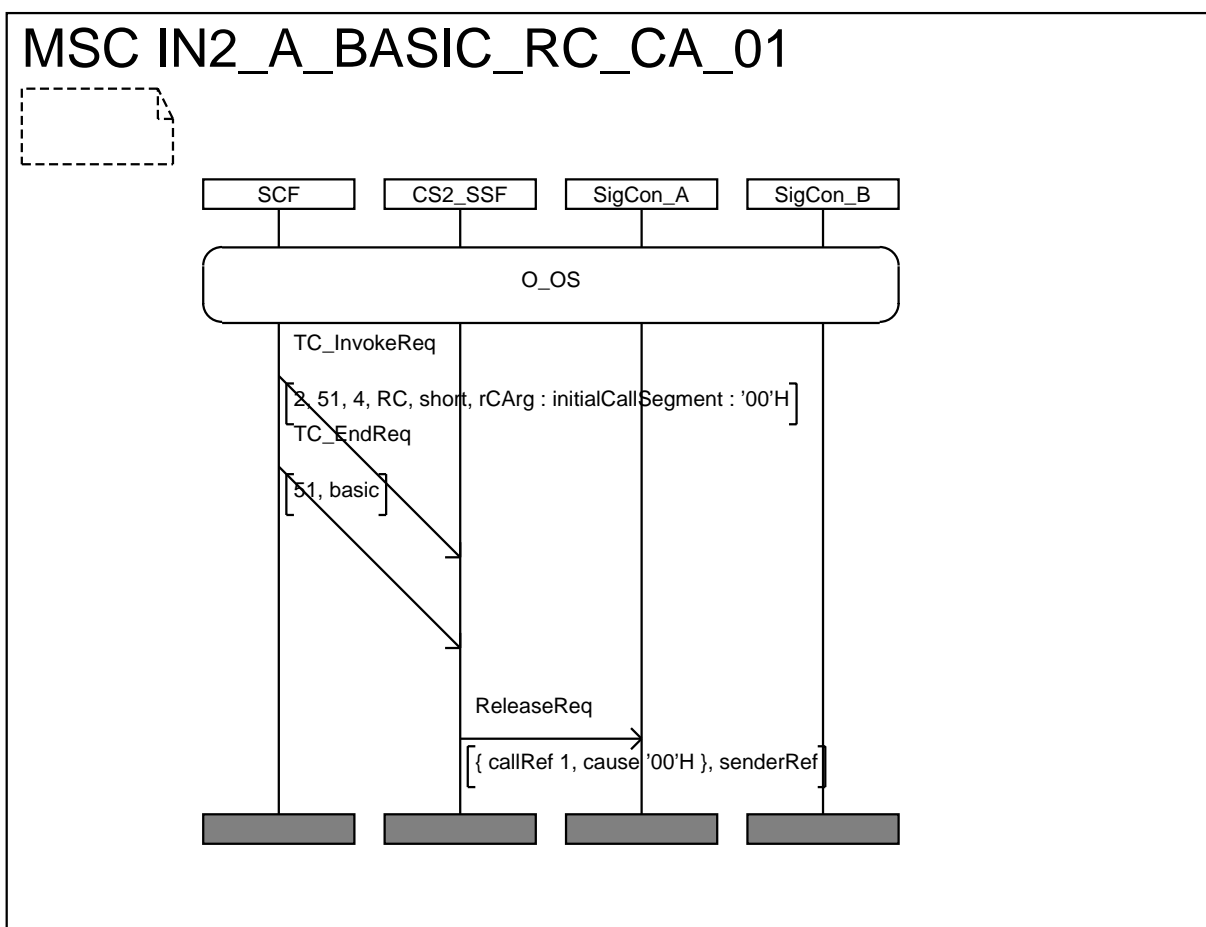 MSC IN2_A_BASIC_RC_CA_01
SCF CS2_SSF SigCon_A SigCon_B
O_OS
TC_InvokeReq
2, 51, 4, RC, short, rCArg : initialCallSegment : '00'H
TC_EndReq
51, basic
ReleaseReq
{ callRef 1, cause '00'H }, senderRef